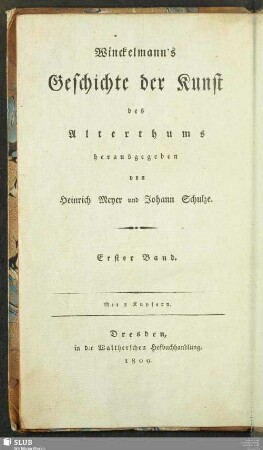 Winckelmann's
Geschichte der Kunst
des
Alterthums
herausgegeben
von
Heinrich Meyer und Johann Schulze.
Erster Band.
Mit Kupfern.
Dresden,
in der Waltherschen Hofbuchhandlung.
1809.
SLUB